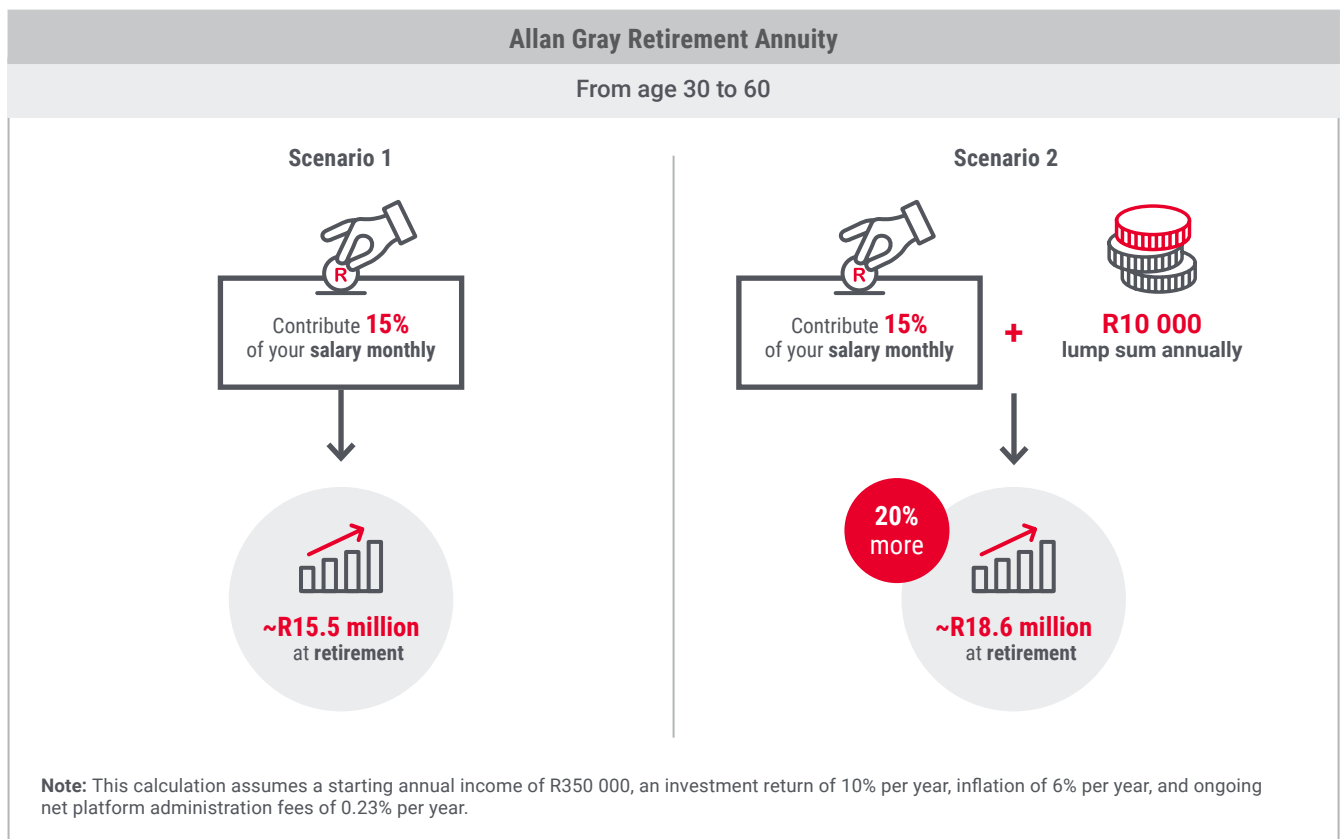 Allan Gray Retirement Annuity
From age 30 to 60
Scenario 1
R
Contribute 15%
of your salary monthly
~R15.5 million
at retirement
Scenario 2
R
Contribute 15%
of your salary monthly
+
R10 000
lump sum annually
20%
more
~R18.6 million
at retirement
Note: This calculation assumes a starting annual income of R350 000, an investment return of 10% per year, inflation of 6% per year, and ongoing
net platform administration fees of 0.23% per year.